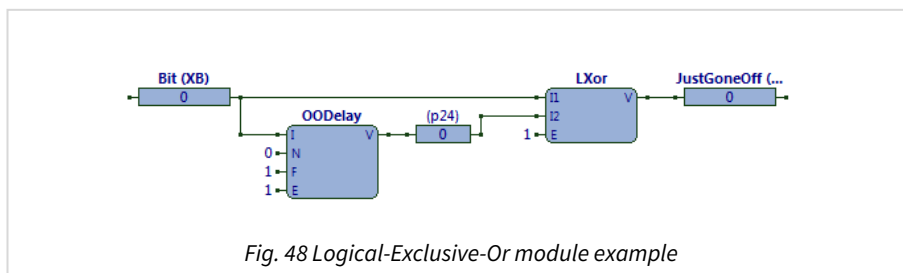 Bit (XB)
0
LXor
JustGoneOff (...
I1
V
0
OODelay
(p24)
I2
I
V
0
1
E
0
N
1
F
1
E
Fig. 48 Logical-Exclusive-Or module example